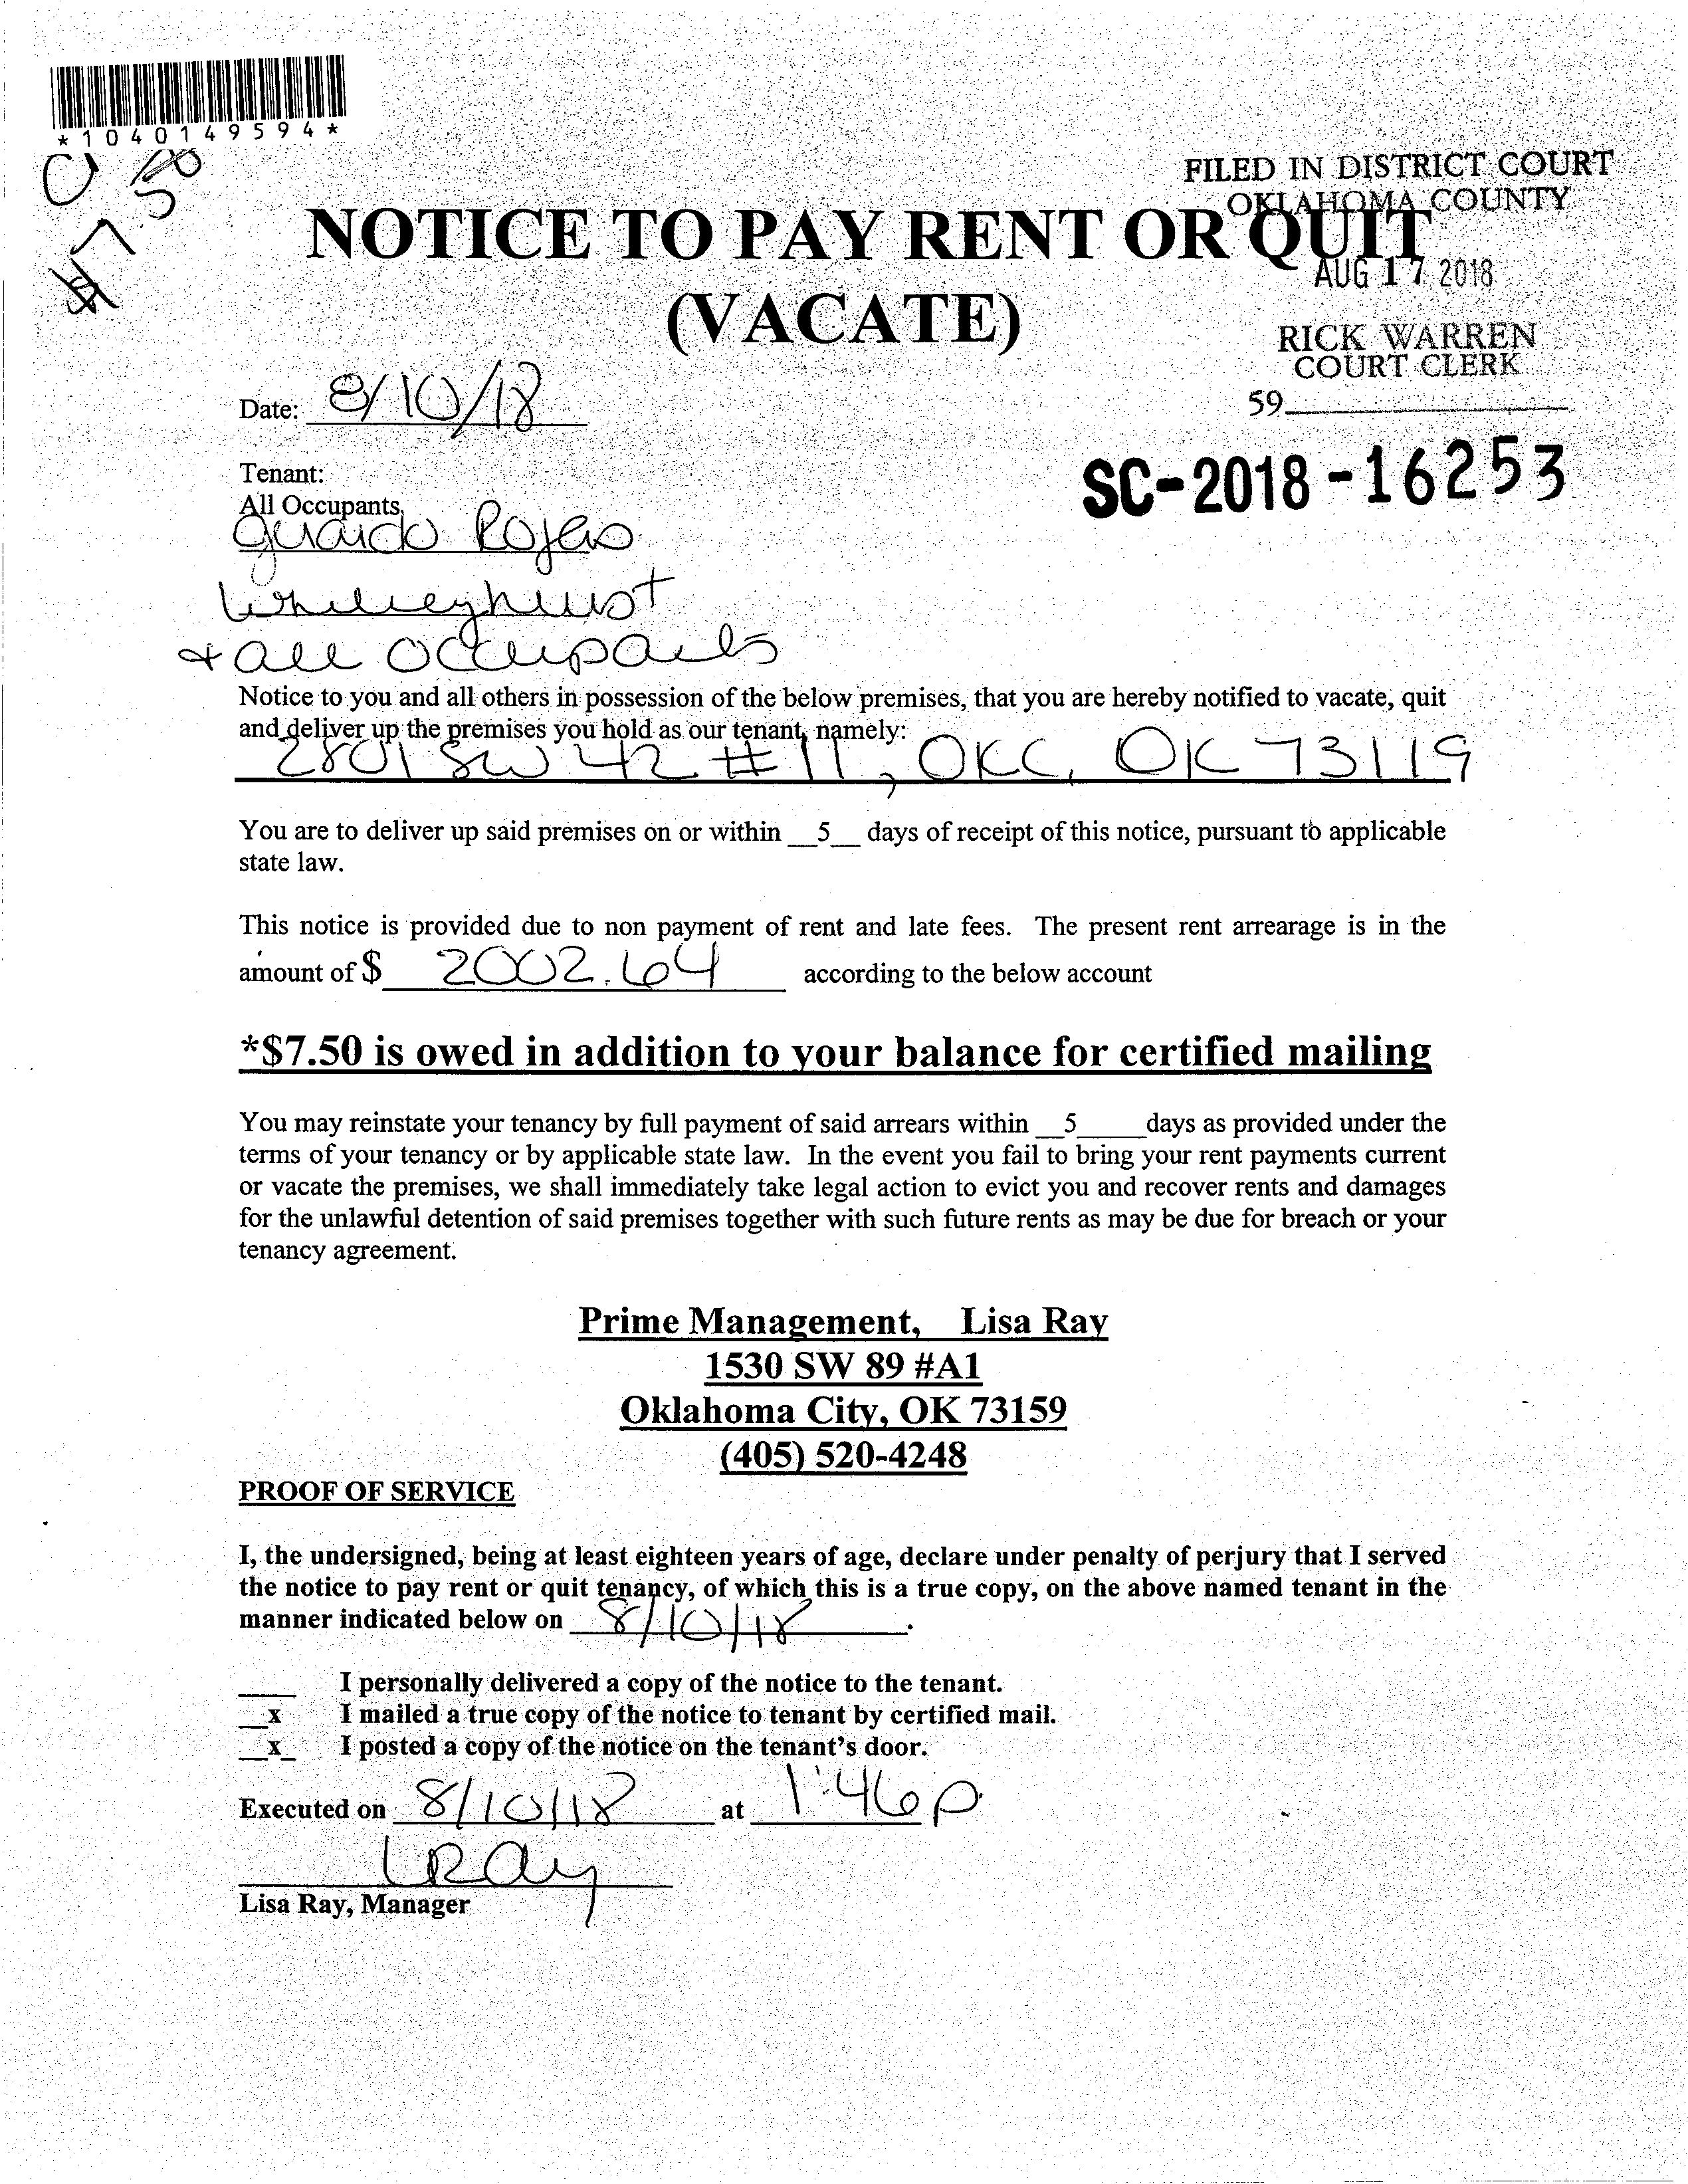 *1040149594*
FILED IN DISTRICT COURT
OKLAHOMA COUNTY
NOTICE TO PAY RENT OR QUIT
AUG 17 2018
(VACATE)
RICK WARREN
COURT CLERK
Date: 8/10/18
59
Tenant:
SC-2018-16253
All Occupants,
Rojas
+ all occupants
Notice to you and all others in possession of the below premises, that you are hereby notified to vacate, quit
and deliver up the premises you hold as our tenant, namely:
2801 SW 42 #11, OKC, OK 73119
You are to deliver up said premises on or within __5__ days of receipt of this notice, pursuant to applicable
state law.
This notice is provided due to non payment of rent and late fees. The present rent arrearage is in the
amount of $ 2002.64 according to the below account
*$7.50 is owed in addition to your balance for certified mailing
You may reinstate your tenancy by full payment of said arrears within __5____days as provided under the
terms of your tenancy or by applicable state law. In the event you fail to bring your rent payments current
or vacate the premises, we shall immediately take legal action to evict you and recover rents and damages
for the unlawful detention of said premises together with such future rents as may be due for breach or your
tenancy agreement.
Prime Management, Lisa Ray
1530 SW 89 #A1
Oklahoma City, OK 73159
(405) 520-4248
PROOF OF SERVICE
I, the undersigned, being at least eighteen years of age, declare under penalty of perjury that I served
the notice to pay rent or quit tenancy, of which this is a true copy, on the above named tenant in the
manner indicated below on 8/10/18.
____ I personally delivered a copy of the notice to the tenant.
__x I mailed a true copy of the notice to tenant by certified mail.
__x_ I posted a copy of the notice on the tenant's door.
Executed on 8/10/18 at 1:46p
LRay
Lisa Ray, Manager